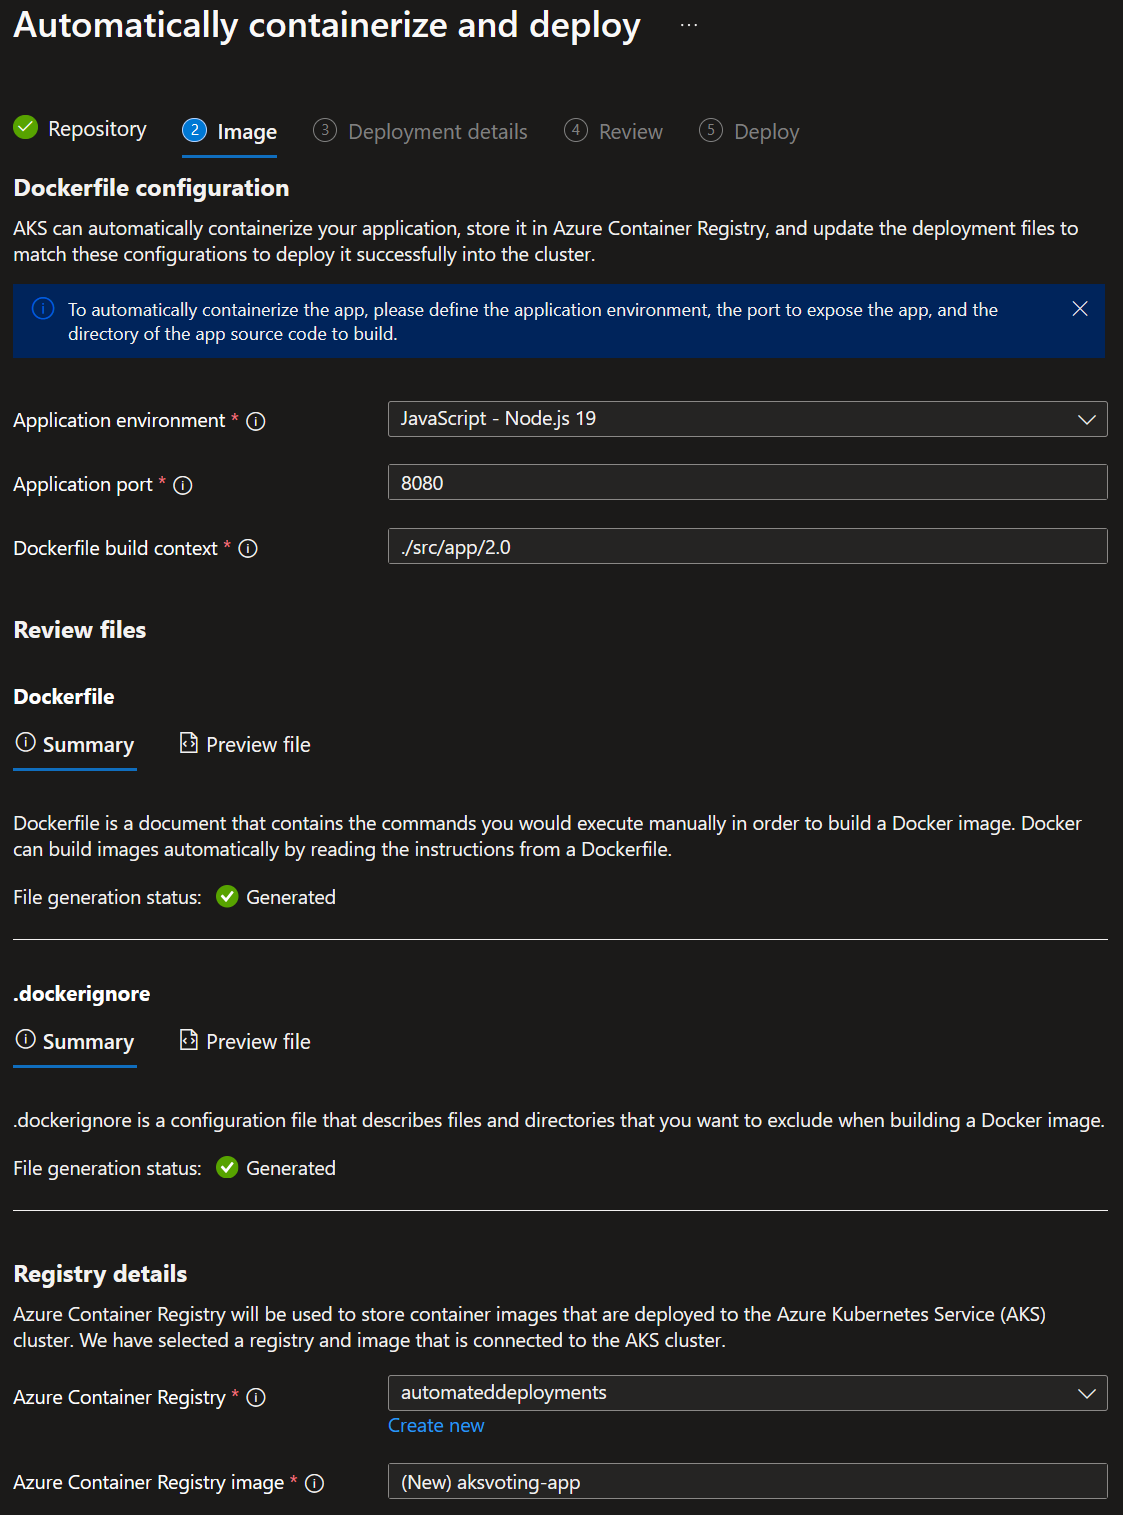 Automatically containerize and deploy ...
Repository 2 Image 3 Deployment details 4 Review 5 Deploy
Dockerfile configuration
AKS can automatically containerize your application, store it in Azure Container Registry, and update the deployment files to
match these configurations to deploy it successfully into the cluster.
To automatically containerize the app, please define the application environment, the port to expose the app, and the
directory of the app source code to build.
Application environment * JavaScript - Node.js 19
Application port * 8080
Dockerfile build context * ./src/app/2.0
Review files
Dockerfile
Summary Preview file
Dockerfile is a document that contains the commands you would execute manually in order to build a Docker image. Docker
can build images automatically by reading the instructions from a Dockerfile.
File generation status: Generated
.dockerignore
Summary Preview file
.dockerignore is a configuration file that describes files and directories that you want to exclude when building a Docker image.
File generation status: Generated
Registry details
Azure Container Registry will be used to store container images that are deployed to the Azure Kubernetes Service (AKS)
cluster. We have selected a registry and image that is connected to the AKS cluster.
Azure Container Registry * automateddeployments
Create new
Azure Container Registry image * (New) aksvoting-app